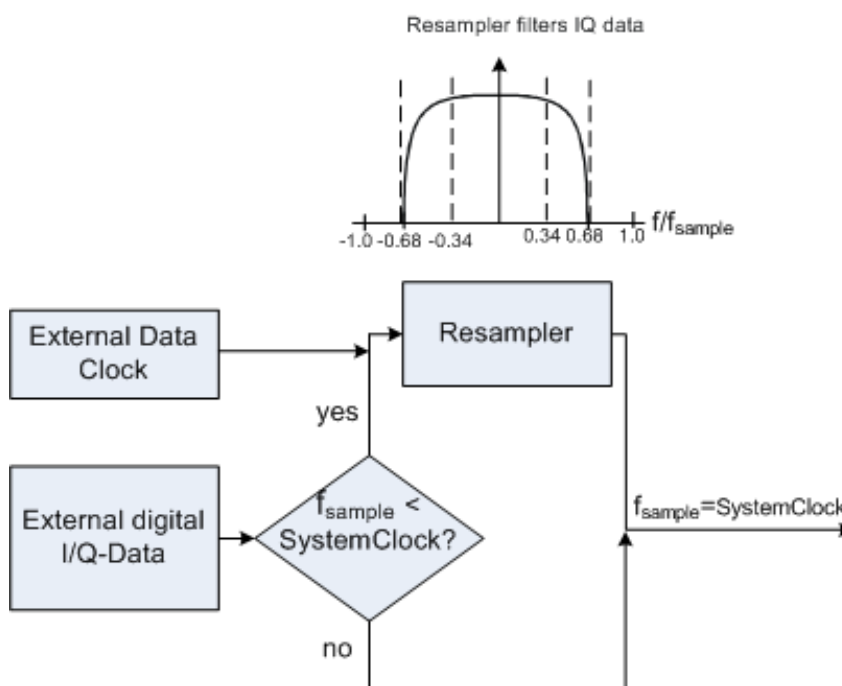 Resampler filters IQ data
f/fsample
-1.0 -0.68 -0.34 0.34 0.68 1.0
External Data
Clock
Resampler
yes
External digital
I/Q-Data
fsample <
SystemClock?
fsample=SystemClock
no